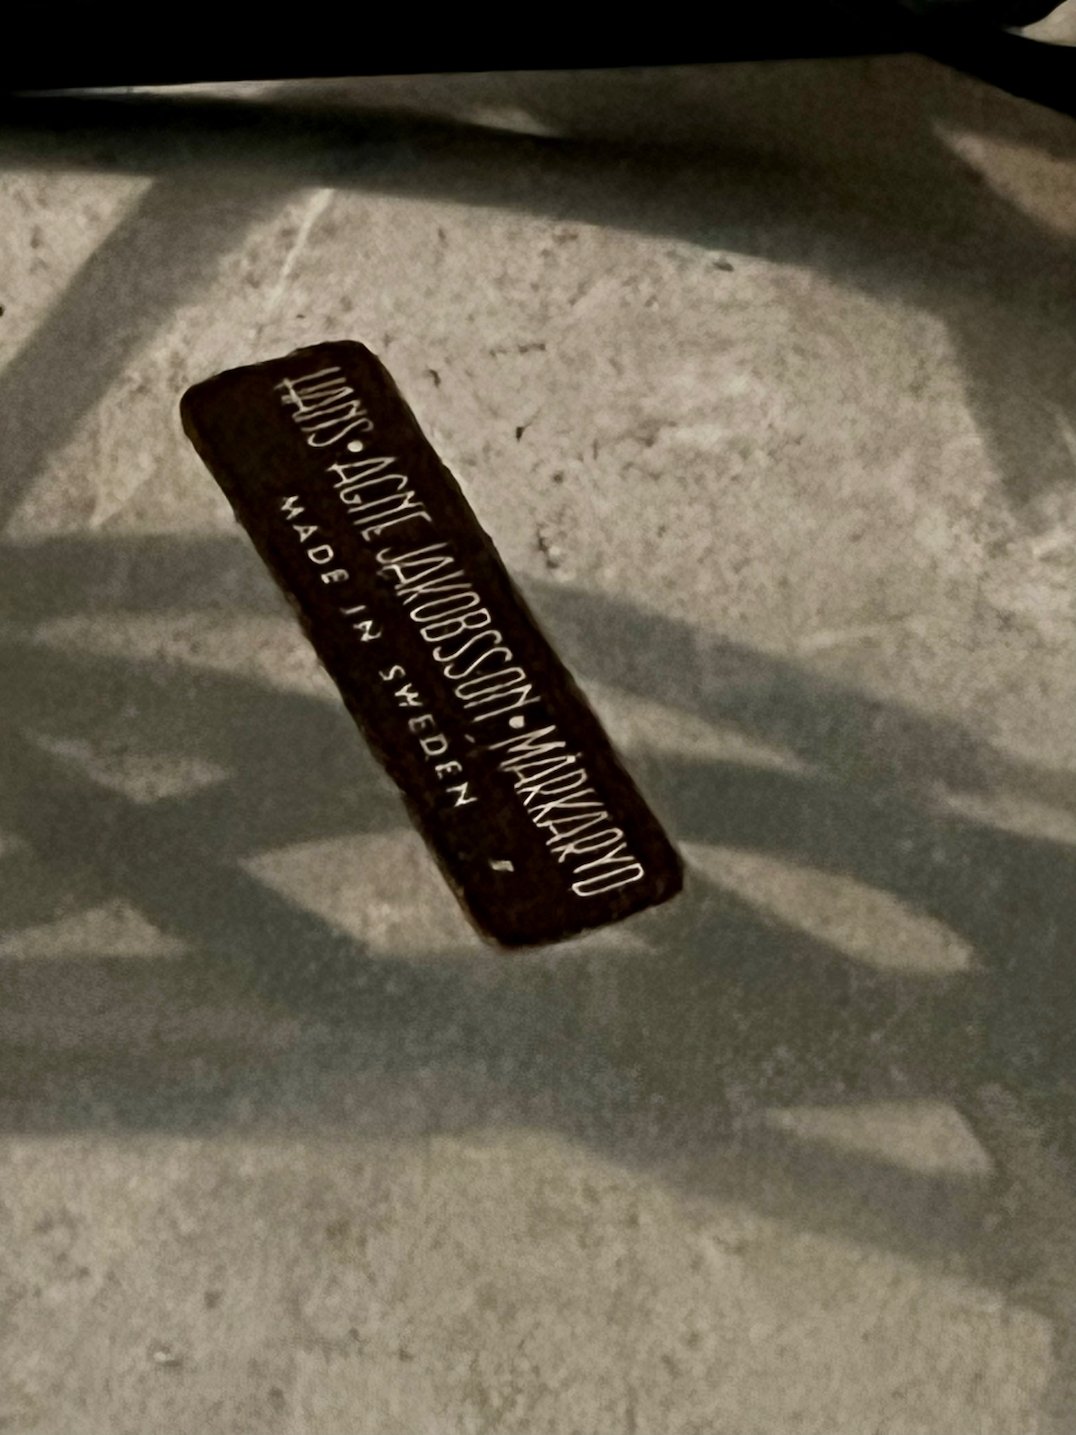 HANS • AGNE JAKOBSSON • MARKARYD
MADE IN SWEDEN